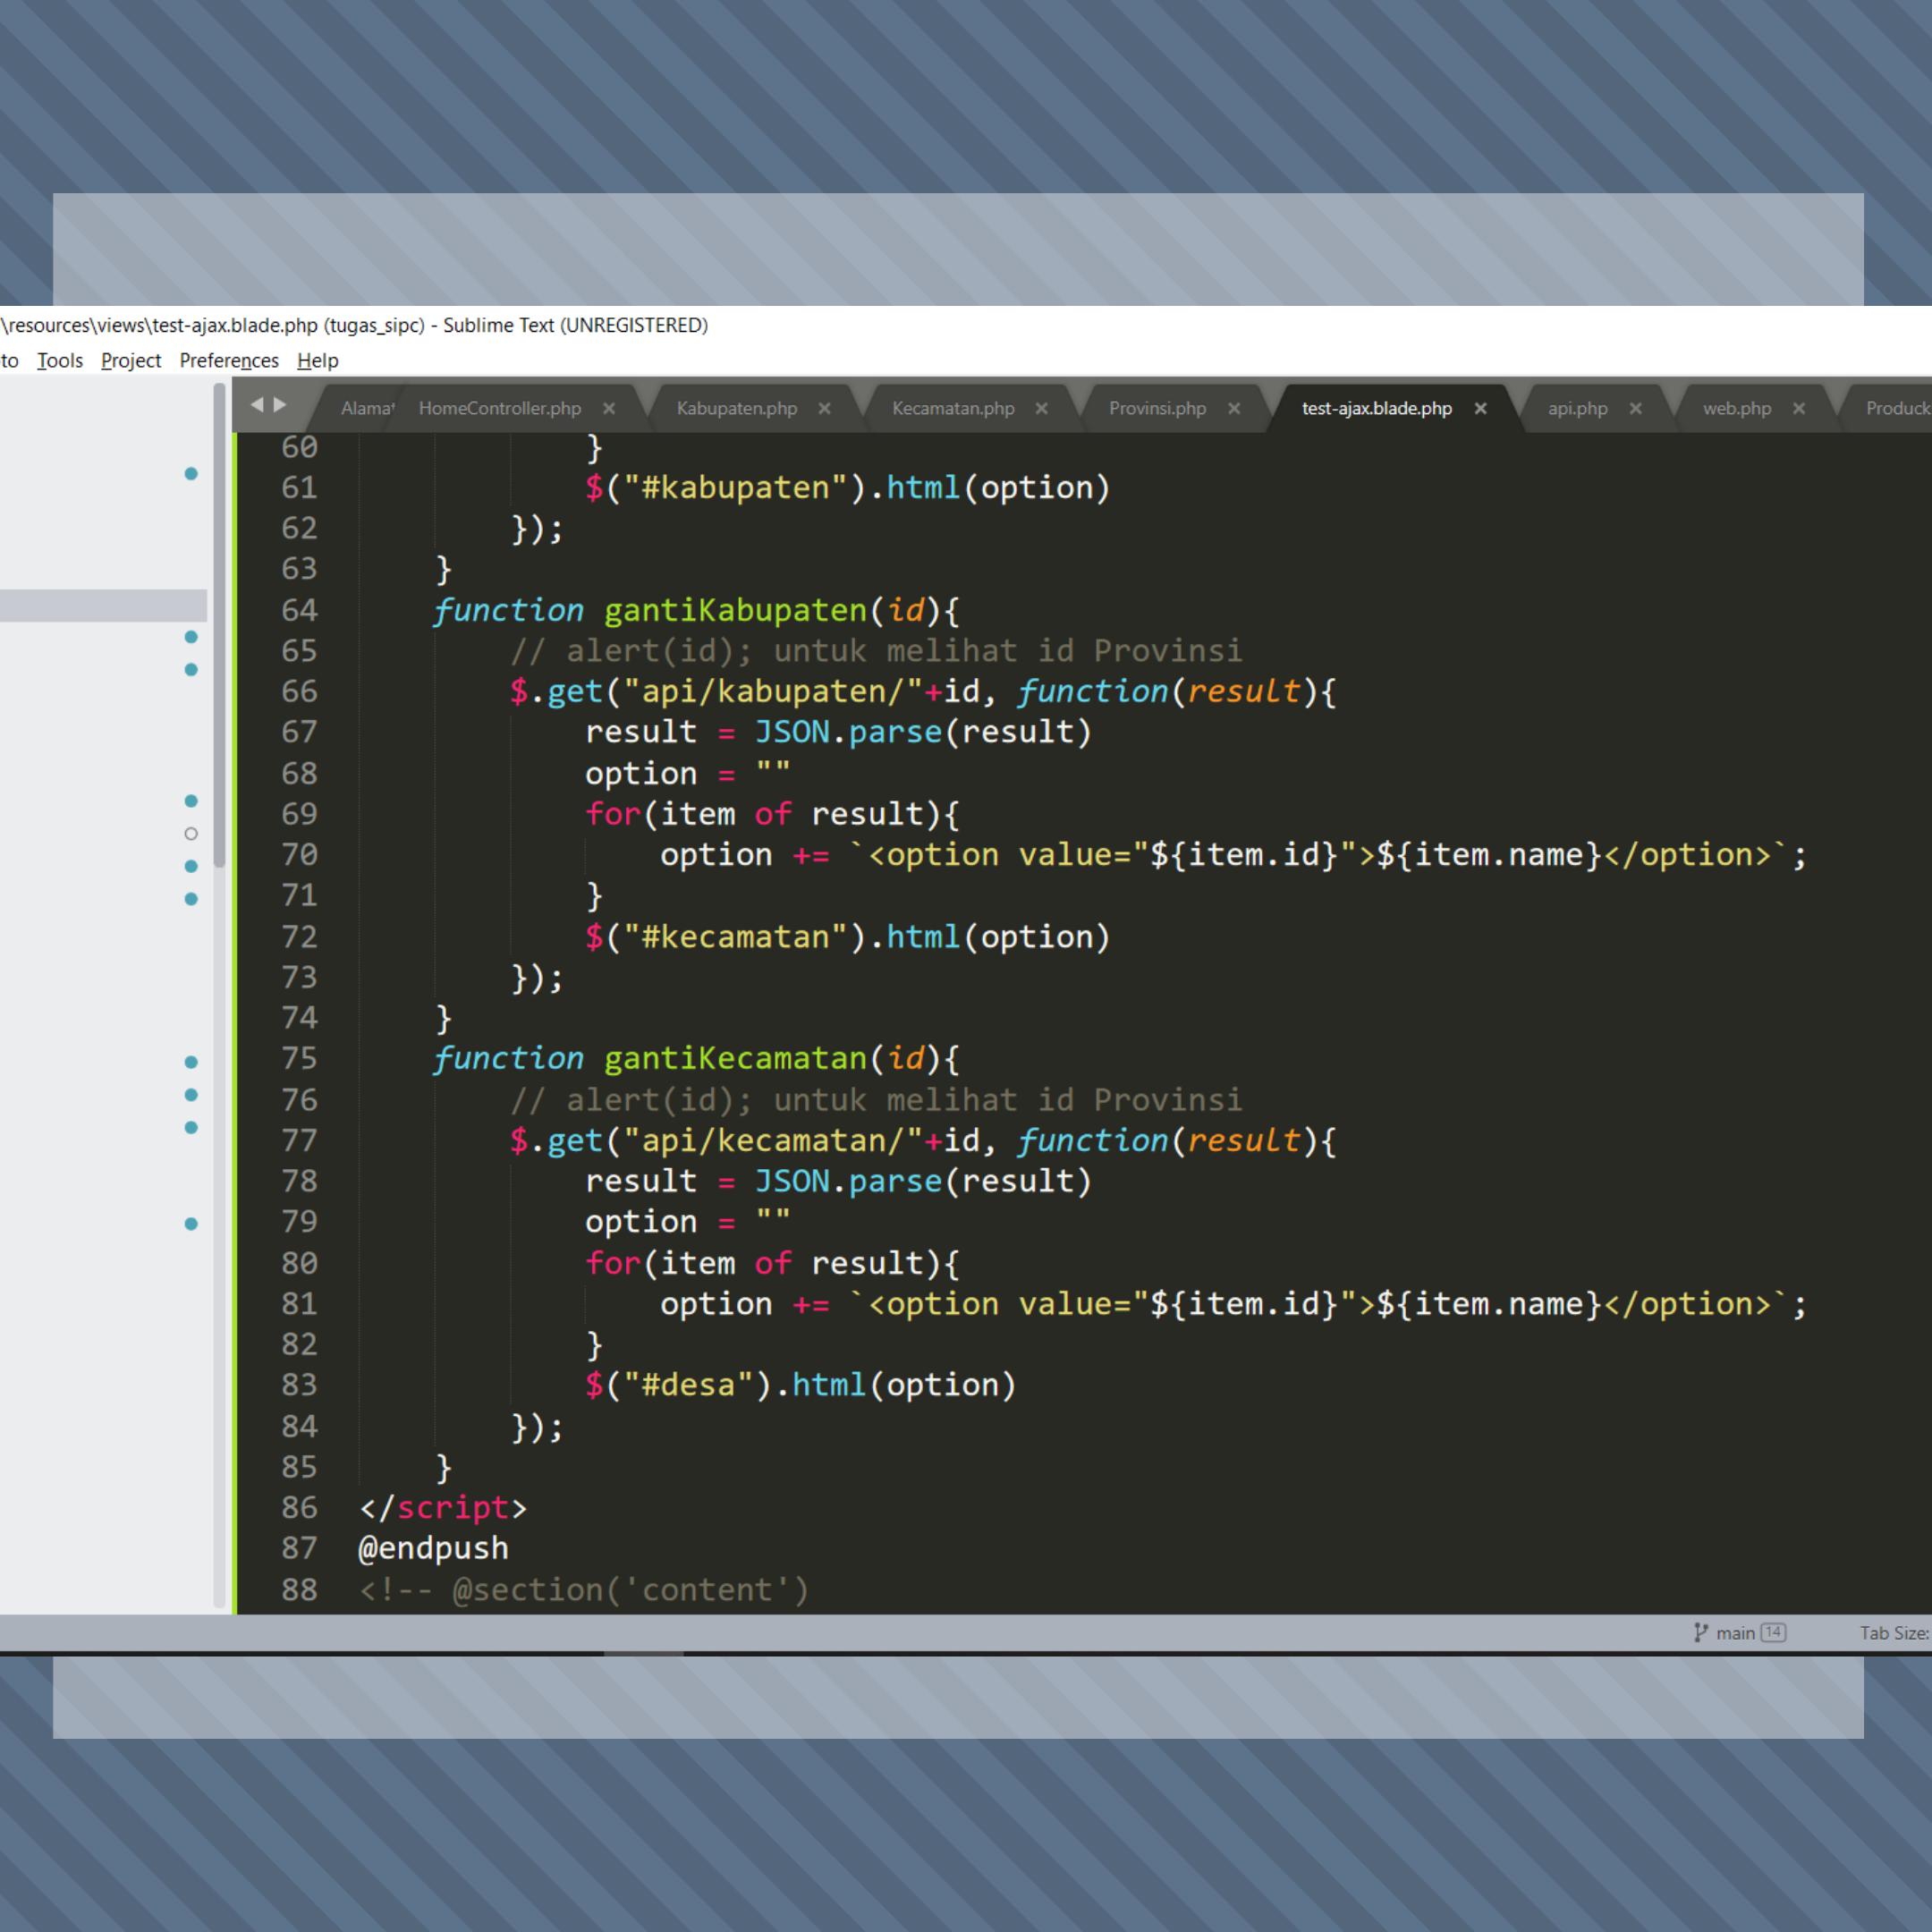 \resources\views\test-ajax.blade.php (tugas_sipc) - Sublime Text (UNREGISTERED)
to Tools Project Preferences Help
HomeController.php × Kabupaten.php × Kecamatan.php × Provinsi.php × test-ajax.blade.php × api.php × web.php ×
60 }
61 $("#kabupaten").html(option)
62 });
63 }
64 function gantiKabupaten(id){
65 // alert(id); untuk melihat id Provinsi
66 $.get("api/kabupaten/"+id, function(result){
67 result = JSON.parse(result)
68 option = ""
69 for(item of result){
70 option += `<option value="${item.id}">${item.name}</option>`;
71 }
72 $("#kecamatan").html(option)
73 });
74 }
75 function gantiKecamatan(id){
76 // alert(id); untuk melihat id Provinsi
77 $.get("api/kecamatan/"+id, function(result){
78 result = JSON.parse(result)
79 option = ""
80 for(item of result){
81 option += `<option value="${item.id}">${item.name}</option>`;
82 }
83 $("#desa").html(option)
84 });
85 }
86 </script>
87 @endpush
88 <!-- @section('content')
main 14 Tab Size: